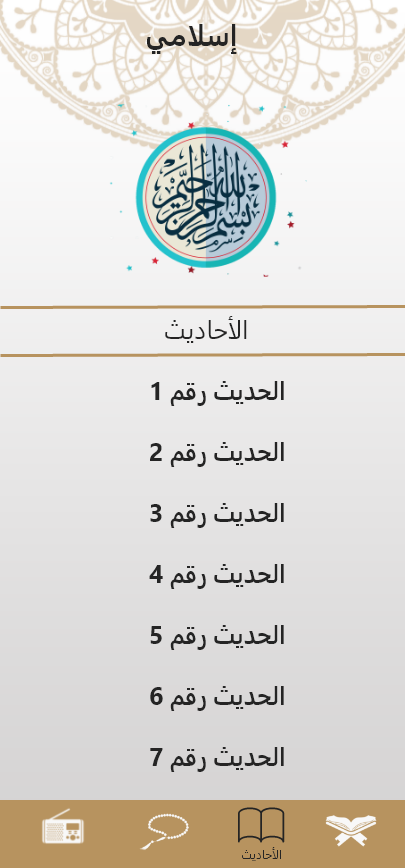 إسلامي
بسم الله الرحمن الرحيم
الأحاديث
الحديث رقم 1
الحديث رقم 2
الحديث رقم 3
الحديث رقم 4
الحديث رقم 5
الحديث رقم 6
الحديث رقم 7
الأحاديث